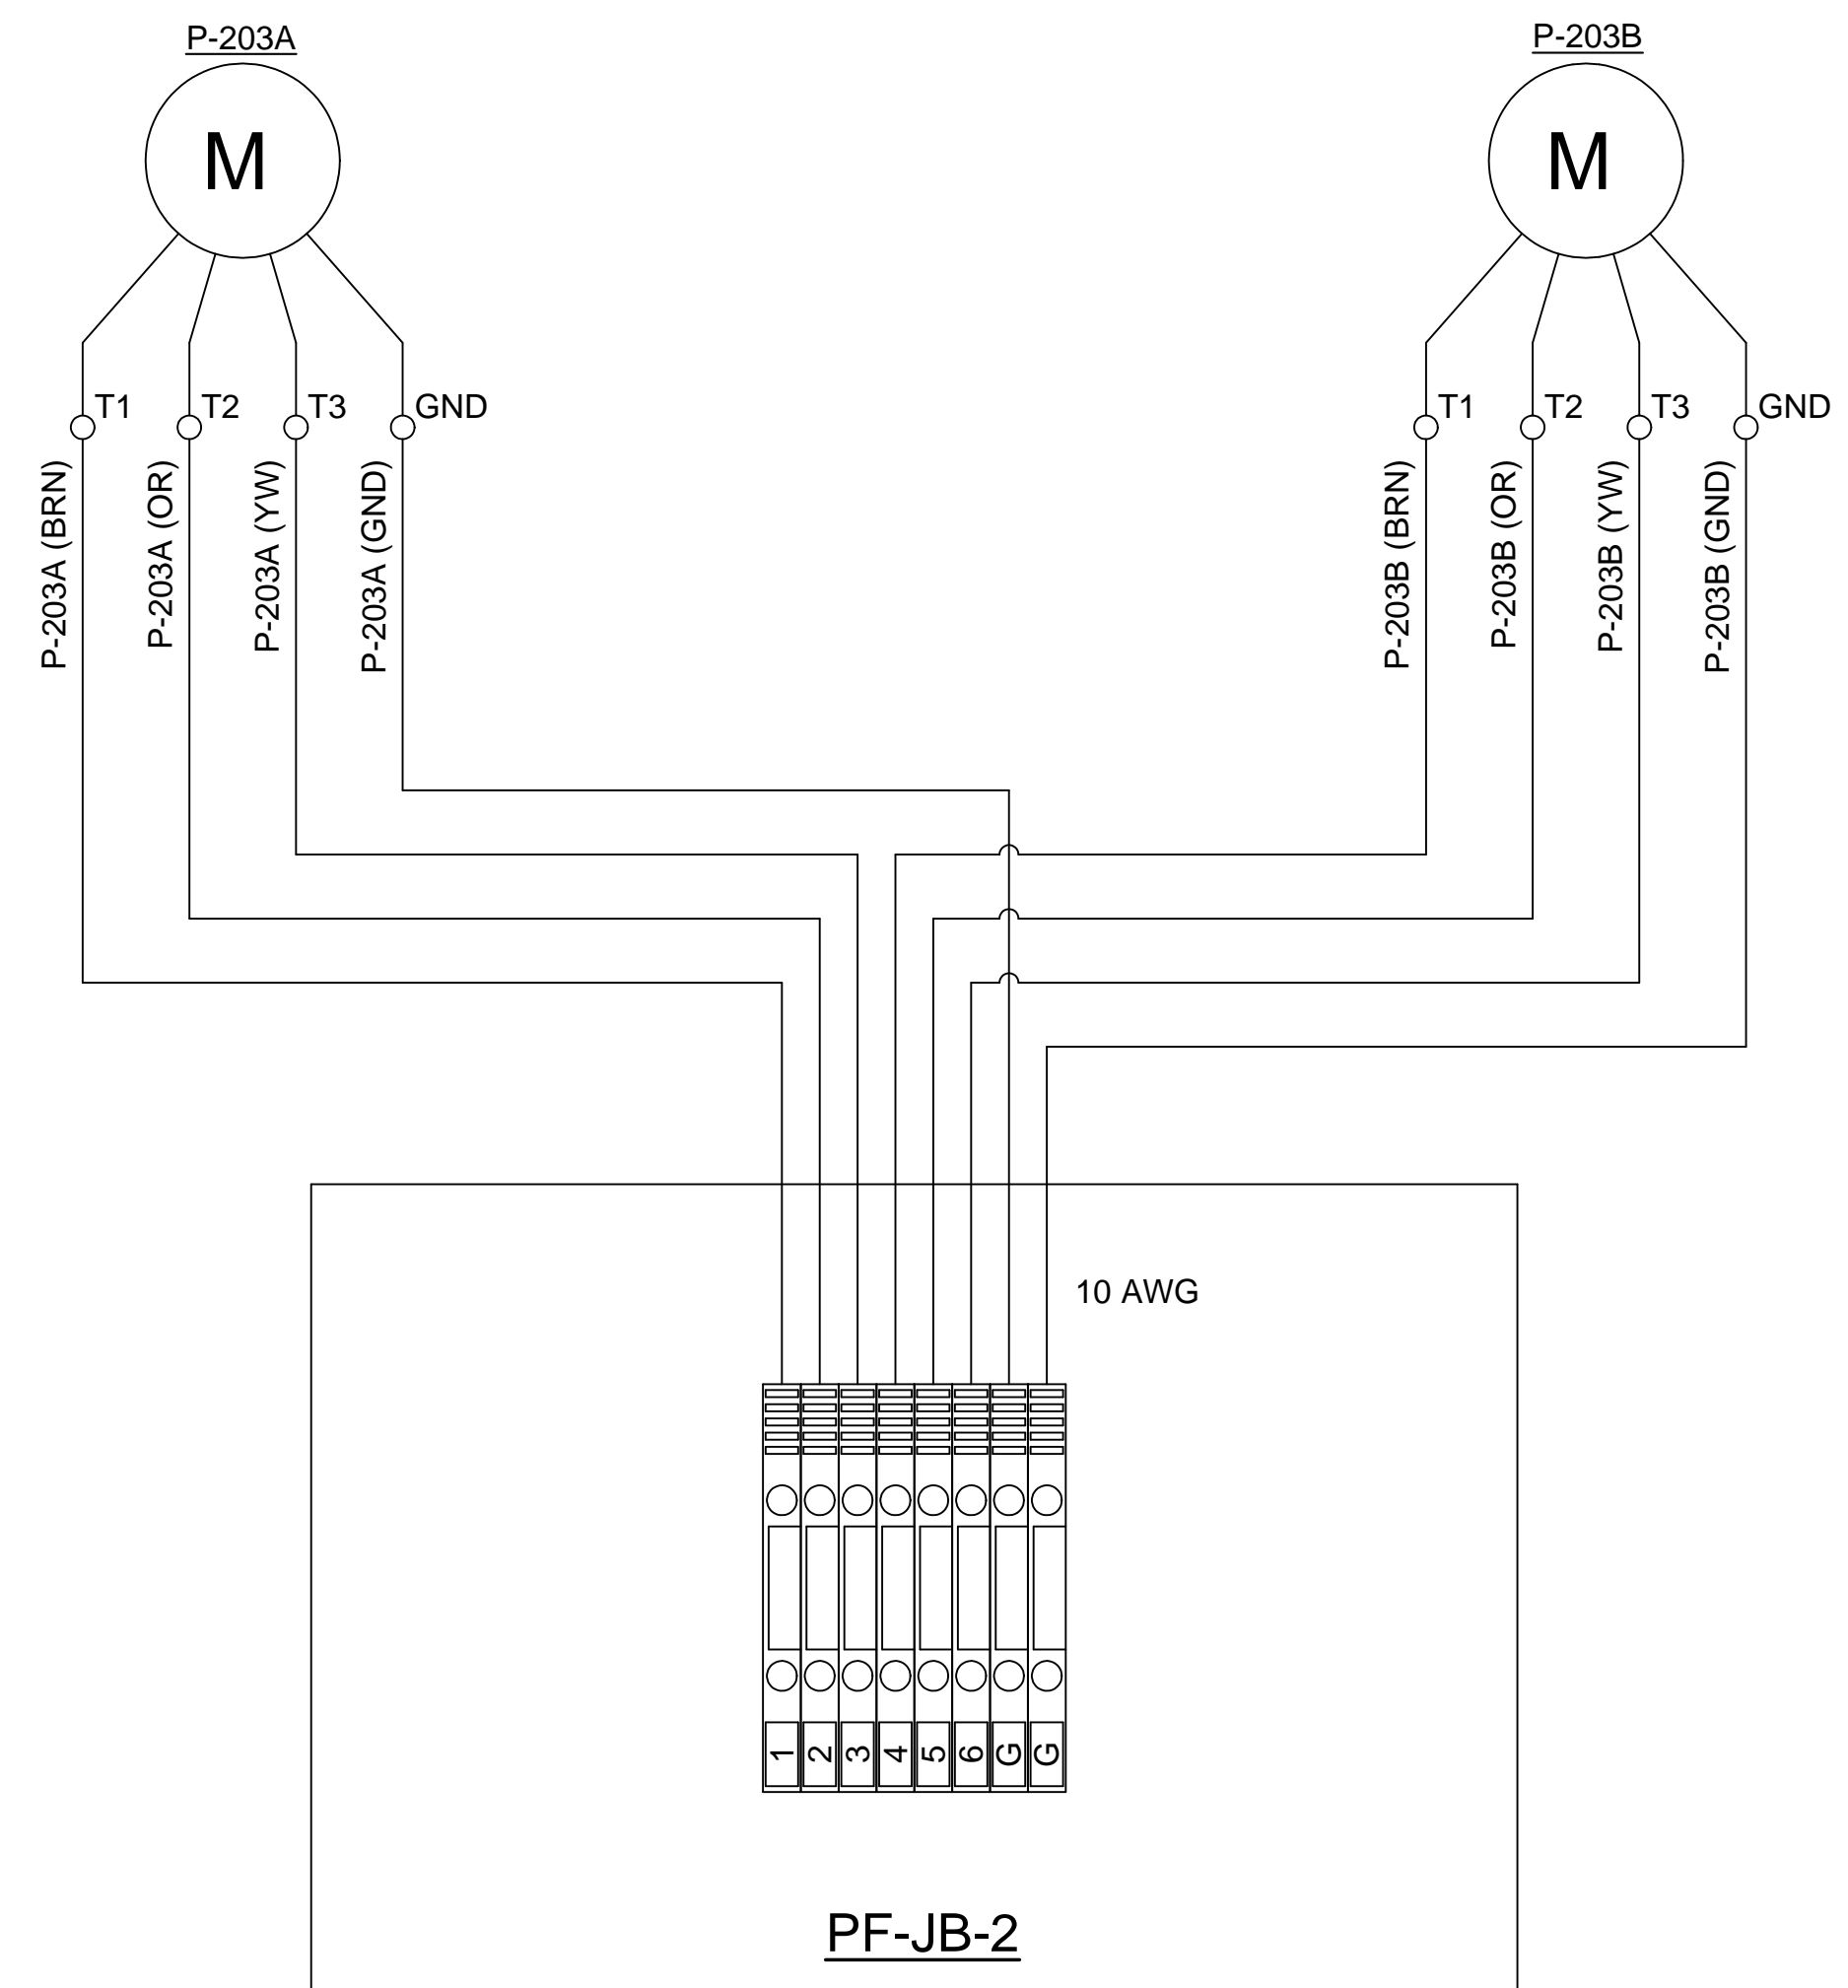 P-203A
P-203B
M
M
T1
T2
T3
GND
T1
T2
T3
GND
P-203A (BRN)
P-203A (OR)
P-203A (YW)
P-203A (GND)
P-203B (BRN)
P-203B (OR)
P-203B (YW)
P-203B (GND)
10 AWG
1
2
3
4
5
6
G
G
PF-JB-2